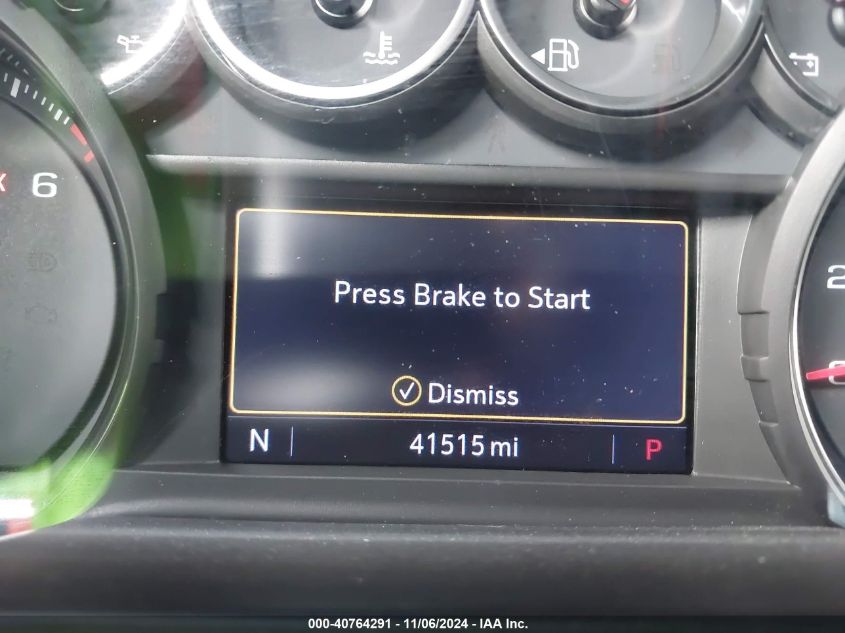 6
Press Brake to Start
Dismiss
N
41515 mi
P
2
000-40764291 - 11/06/2024 - IAA Inc.